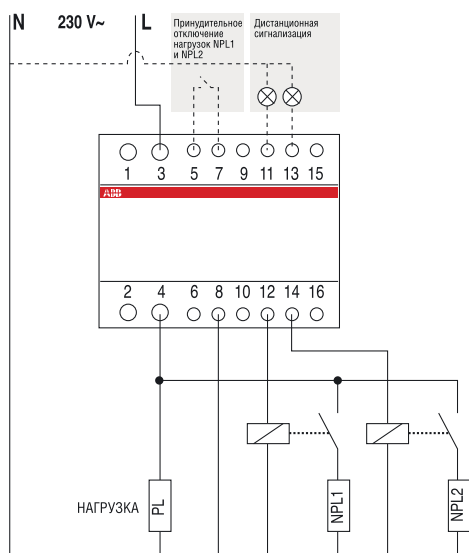 N 230 V~ L
Принудительное
отключение
нагрузок NPL1
и NPL2
Дистанционная
сигнализация
1 3 5 7 9 11 13 15
ABB
2 4 6 8 10 12 14 16
НАГРУЗКА PL
NPL1
NPL2